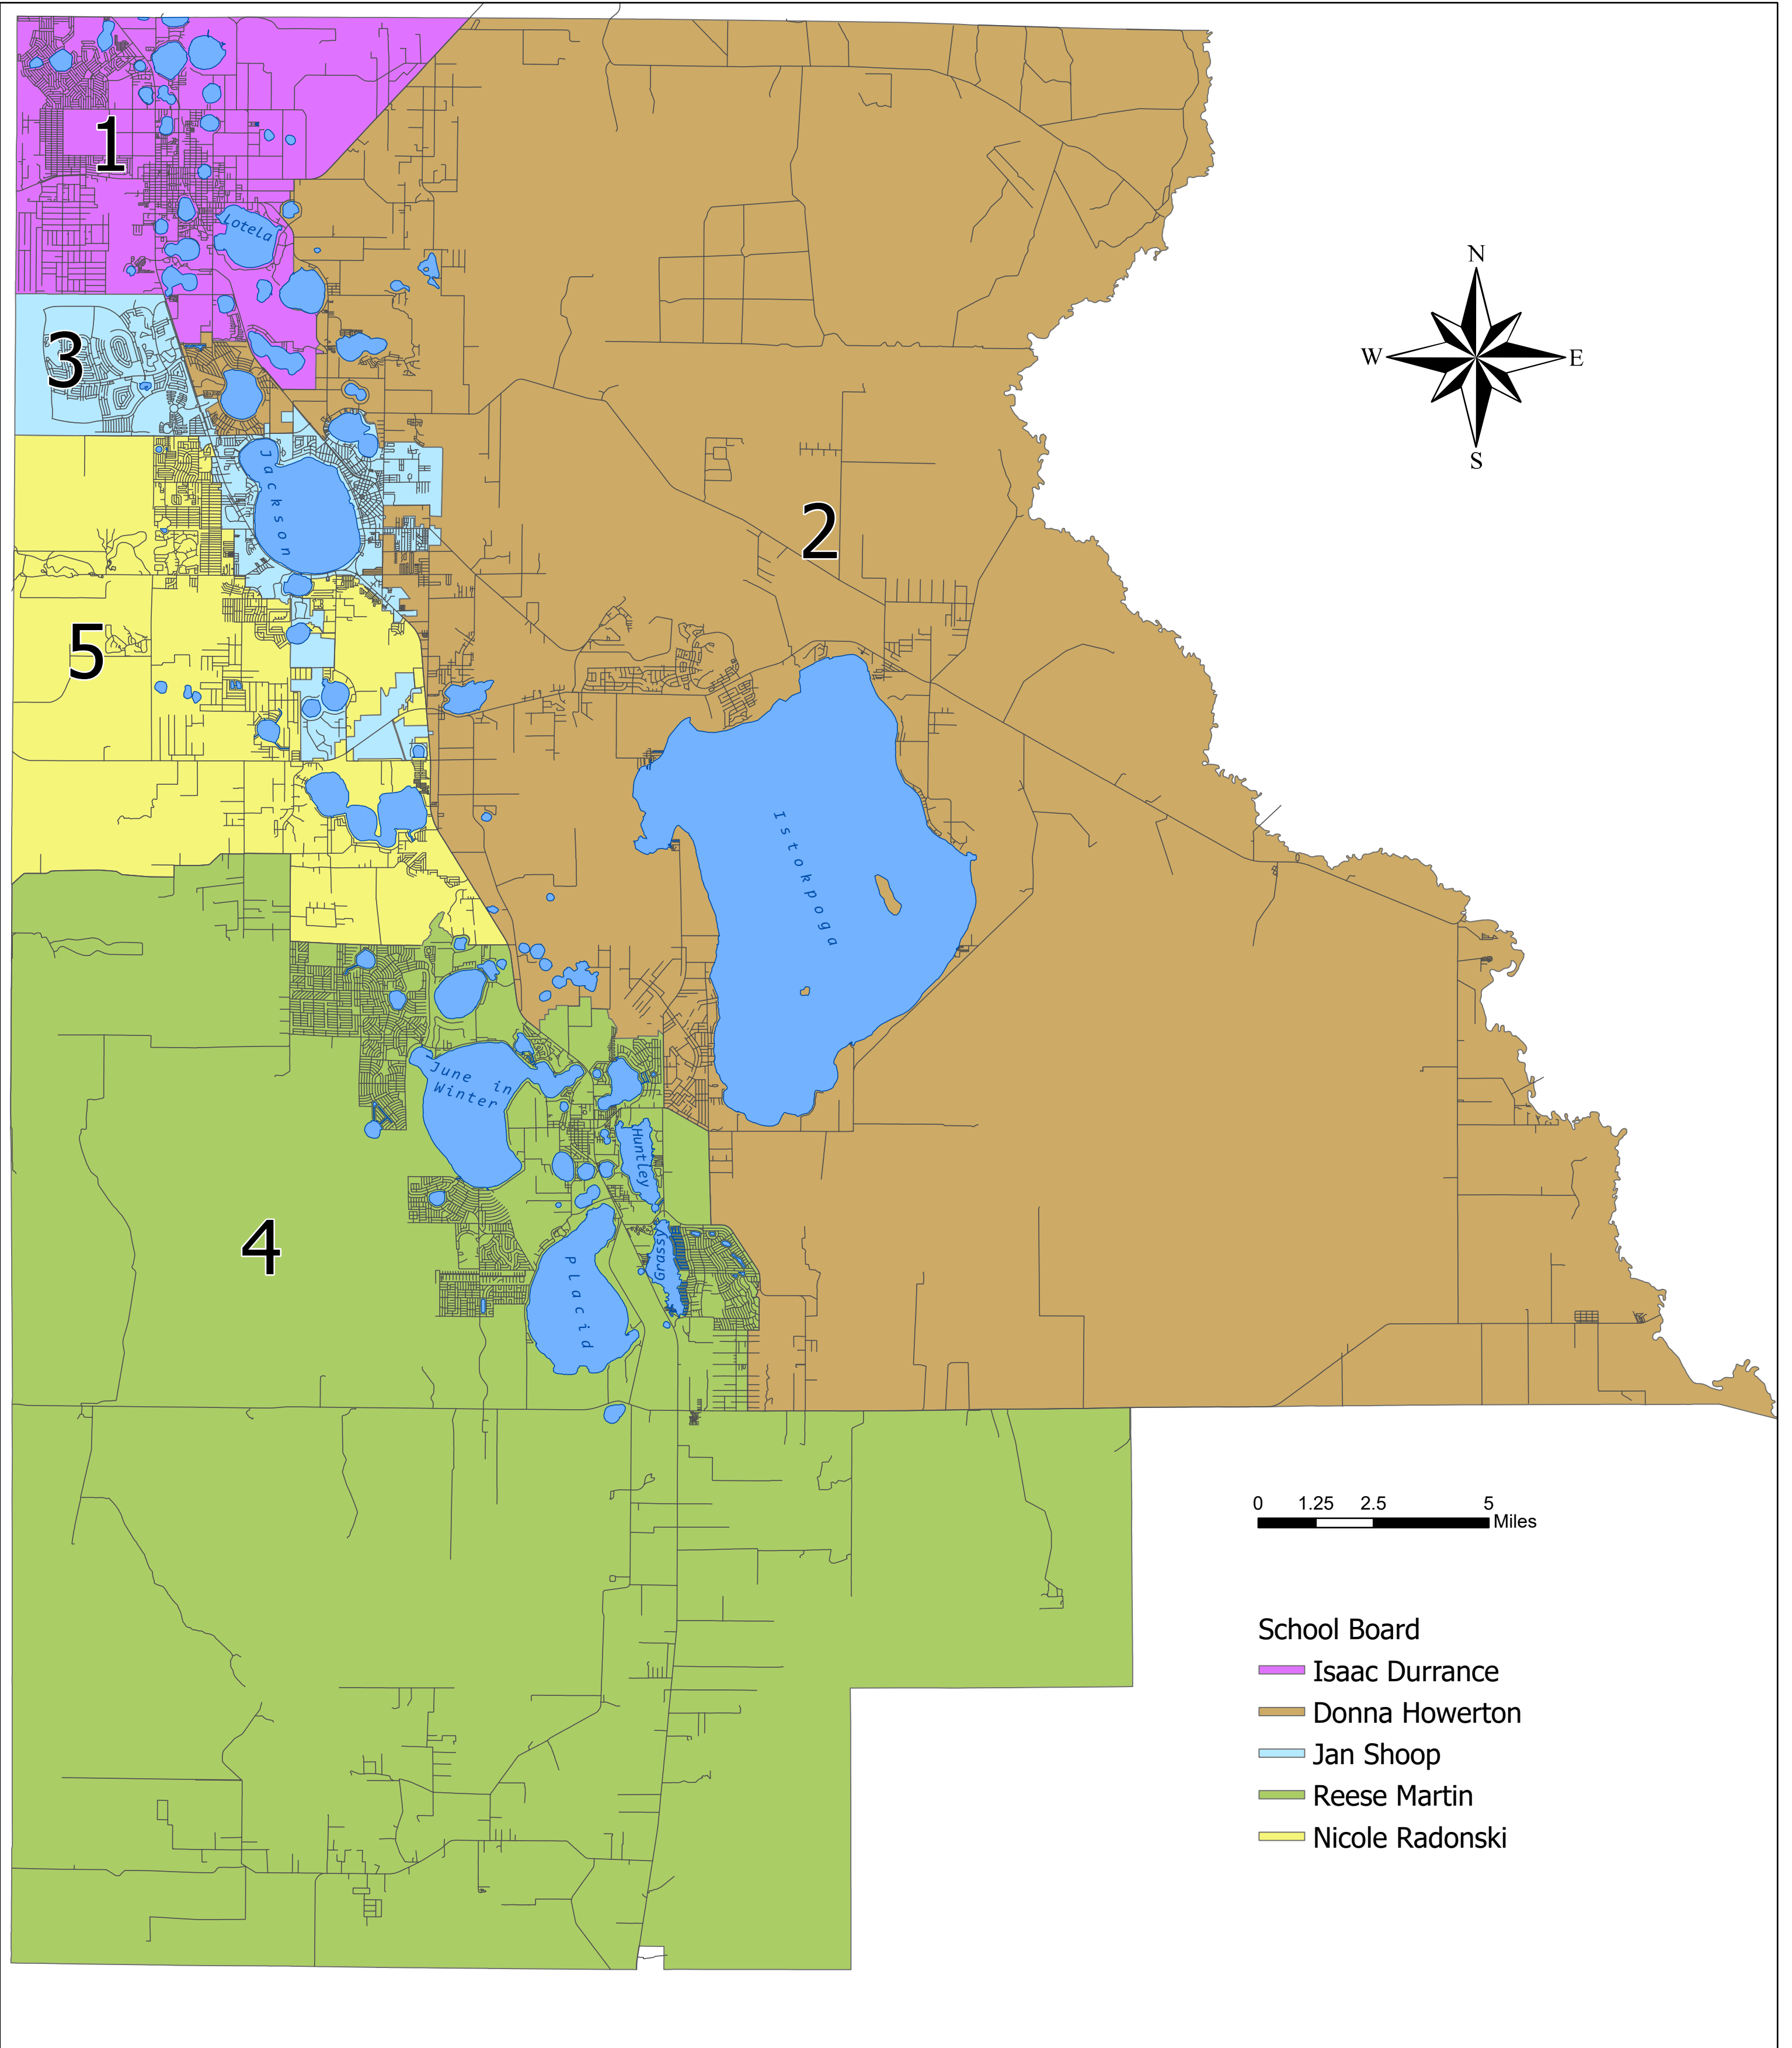 1
Lotela
N
W
E
S
3
Jackson
2
5
Istokpoga
June in
Winter
Huntley
4
Grassy
Placid
0 1.25 2.5 5
Miles
School Board
Isaac Durrance
Donna Howerton
Jan Shoop
Reese Martin
Nicole Radonski